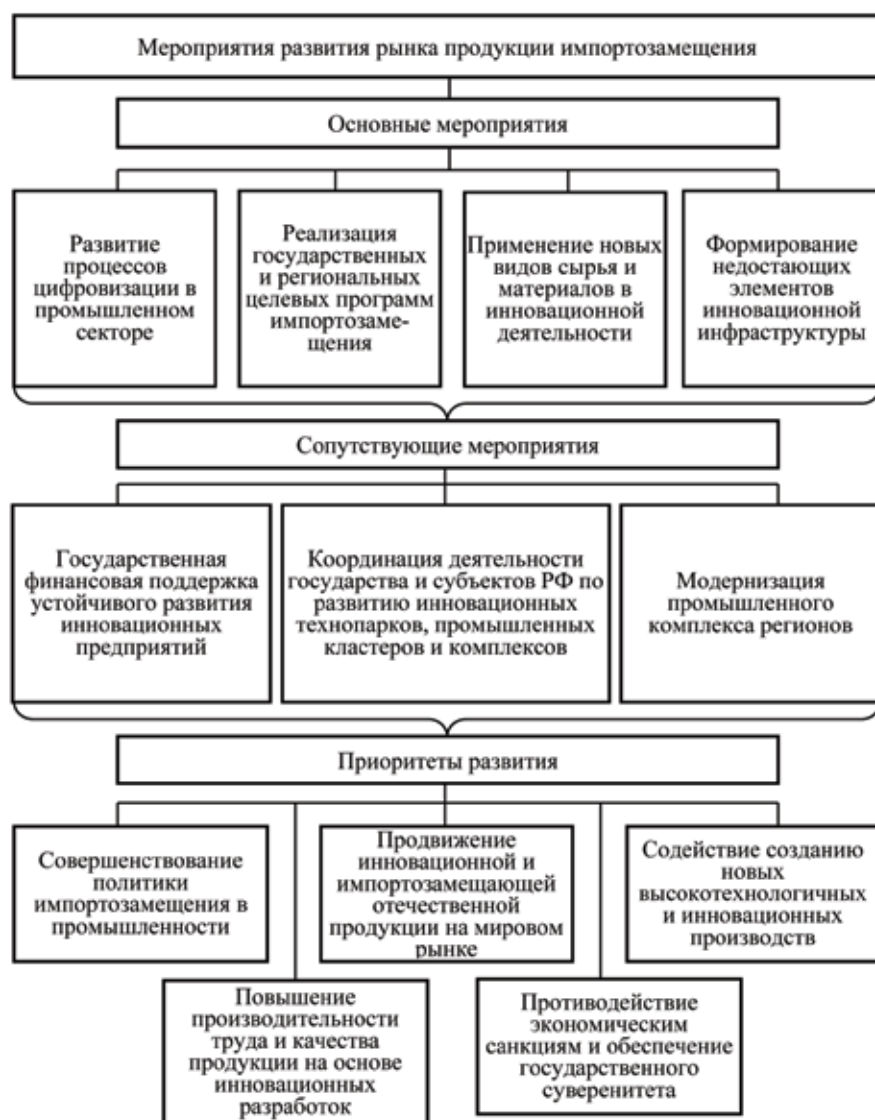 Мероприятия развития рынка продукции импортозамещения
Основные мероприятия
Развитие
процессов
цифровизации в
промышленном
секторе
Реализация
государственных
и региональных
целевых программ
импортозаме-
щения
Применение новых
видов сырья и
материалов в
инновационной
деятельности
Формирование
недостающих
элементов
инновационной
инфраструктуры
Сопутствующие мероприятия
Государственная
финансовая поддержка
устойчивого развития
инновационных
предприятий
Координация деятельности
государства и субъектов РФ по
развитию инновационных
технопарков, промышленных
кластеров и комплексов
Модернизация
промышленного
комплекса регионов
Приоритеты развития
Совершенствование
политики
импортозамещения в
промышленности
Продвижение
инновационной и
импортозамещающей
отечественной
продукции на мировом
рынке
Содействие созданию
новых
высокотехнологичных
и инновационных
производств
Повышение
производительности
труда и качества
продукции на основе
инновационных
разработок
Противодействие
экономическим
санкциям и обеспечение
государственного
суверенитета